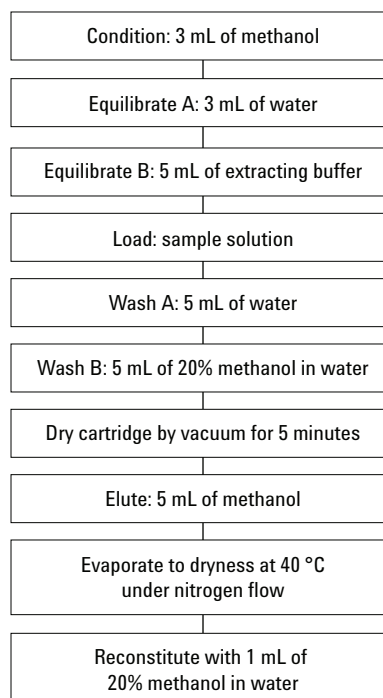 Condition: 3 mL of methanol
Equilibrate A: 3 mL of water
Equilibrate B: 5 mL of extracting buffer
Load: sample solution
Wash A: 5 mL of water
Wash B: 5 mL of 20% methanol in water
Dry cartridge by vacuum for 5 minutes
Elute: 5 mL of methanol
Evaporate to dryness at 40 °C
under nitrogen flow
Reconstitute with 1 mL of
20% methanol in water